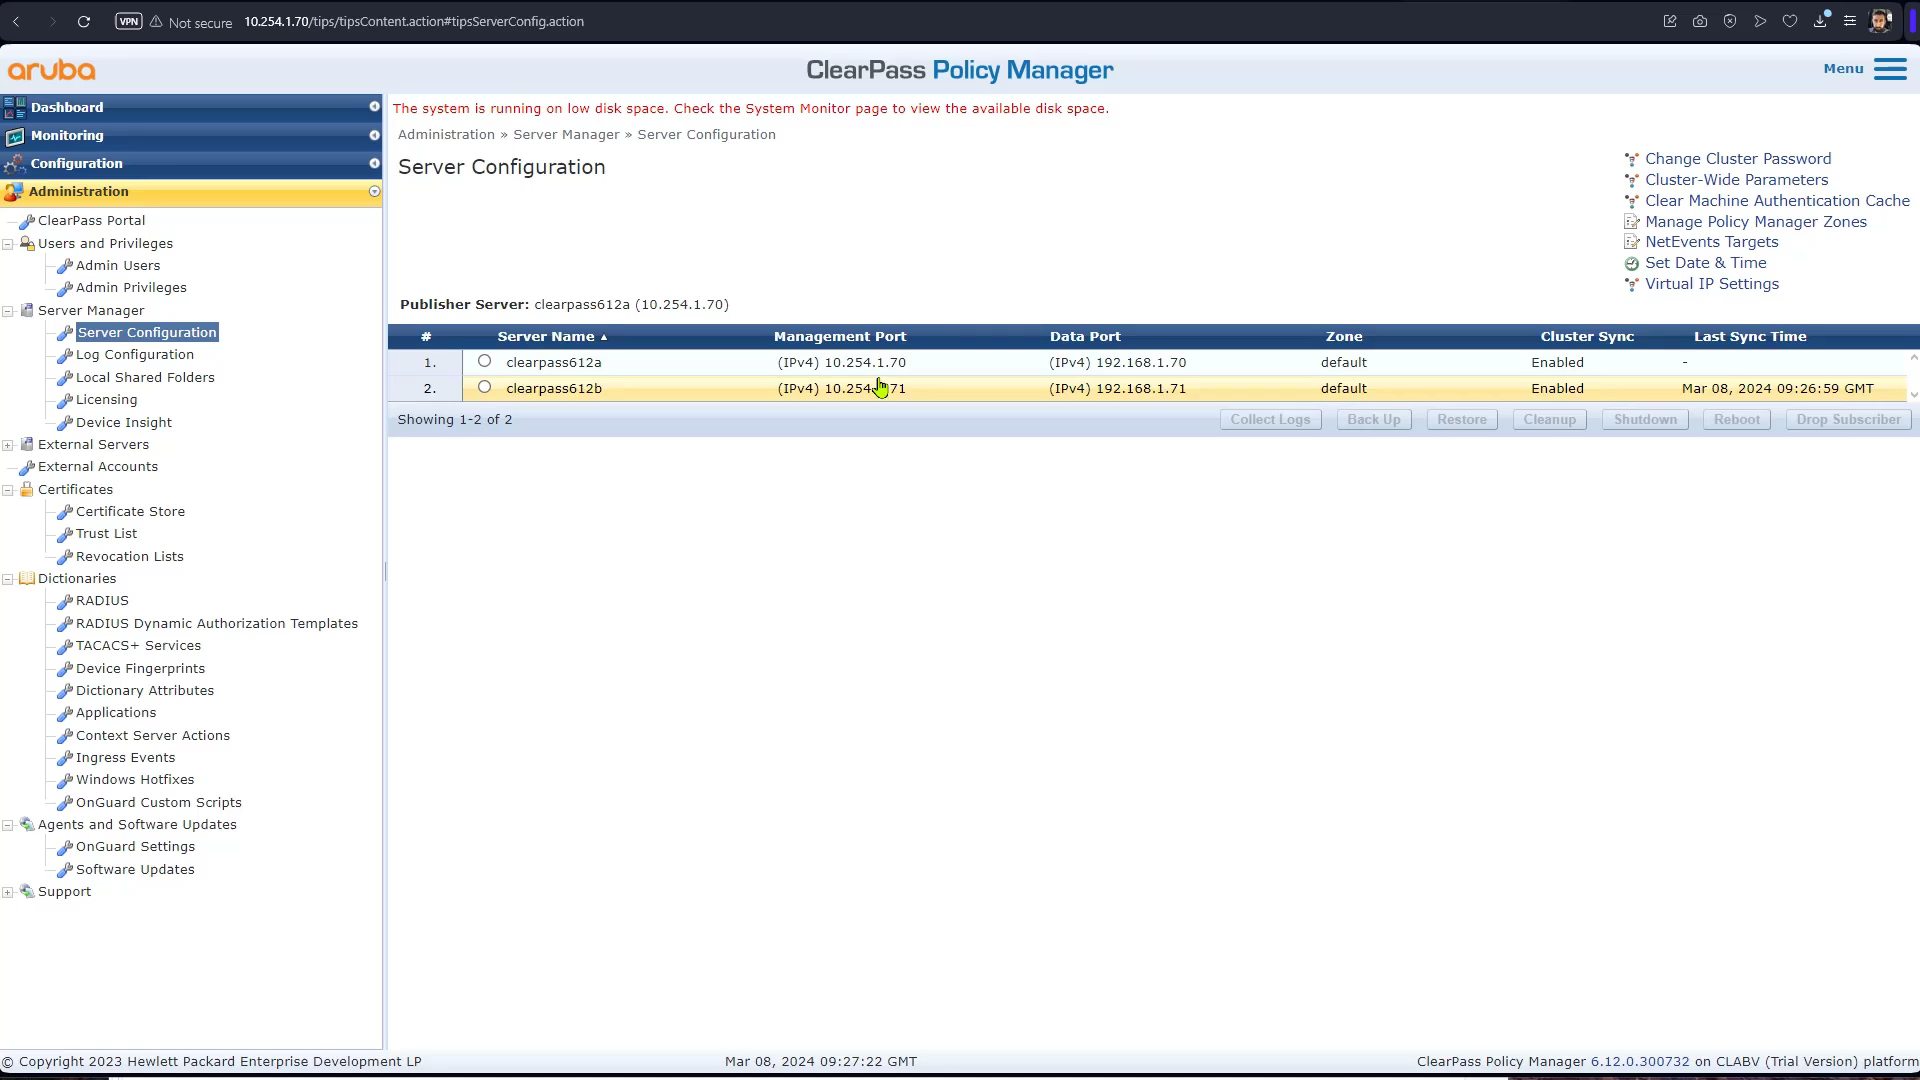 VPN Not secure 10.254.1.70/tips/tipsContent.action#tipsServerConfig.action
aruba
ClearPass Policy Manager
Menu
Dashboard
Monitoring
Configuration
Administration
ClearPass Portal
Users and Privileges
Admin Users
Admin Privileges
Server Manager
Server Configuration
Log Configuration
Local Shared Folders
Licensing
Device Insight
External Servers
External Accounts
Certificates
Certificate Store
Trust List
Revocation Lists
Dictionaries
RADIUS
RADIUS Dynamic Authorization Templates
TACACS+ Services
Device Fingerprints
Dictionary Attributes
Applications
Context Server Actions
Ingress Events
Windows Hotfixes
OnGuard Custom Scripts
Agents and Software Updates
OnGuard Settings
Software Updates
Support
The system is running on low disk space. Check the System Monitor page to view the available disk space.
Administration » Server Manager » Server Configuration
Server Configuration
Change Cluster Password
Cluster-Wide Parameters
Clear Machine Authentication Cache
Manage Policy Manager Zones
NetEvents Targets
Set Date & Time
Virtual IP Settings
Publisher Server: clearpass612a (10.254.1.70)
# Server Name Management Port Data Port Zone Cluster Sync Last Sync Time
1. clearpass612a (IPv4) 10.254.1.70 (IPv4) 192.168.1.70 default Enabled -
2. clearpass612b (IPv4) 10.254.1.71 (IPv4) 192.168.1.71 default Enabled Mar 08, 2024 09:26:59 GMT
Showing 1-2 of 2 Collect Logs Back Up Restore Cleanup Shutdown Reboot Drop Subscriber
© Copyright 2023 Hewlett Packard Enterprise Development LP Mar 08, 2024 09:27:22 GMT ClearPass Policy Manager 6.12.0.300732 on CLABV (Trial Version) platform